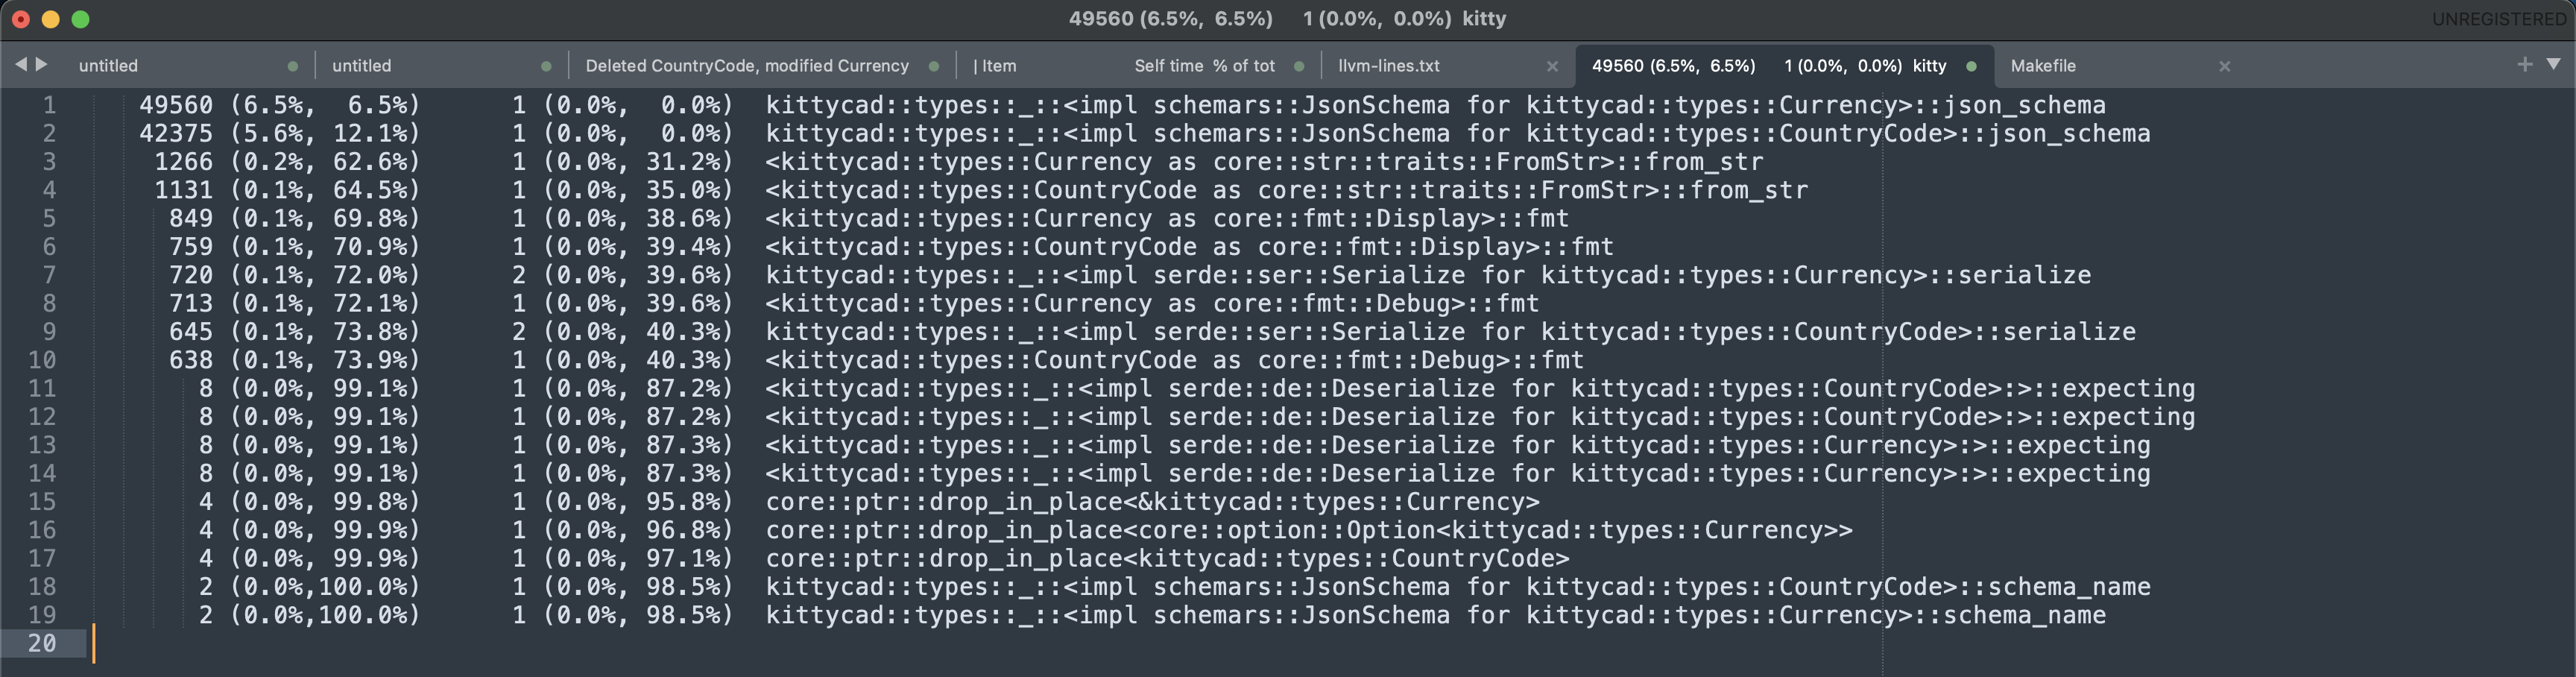 49560 (6.5%,  6.5%)     1 (0.0%,  0.0%)  kitty
UNREGISTERED
untitled
untitled
Deleted CountryCode, modified Currency
| Item    Self time  % of tot
llvm-lines.txt
49560 (6.5%,  6.5%)     1 (0.0%,  0.0%)  kitty
Makefile
1    49560 (6.5%,  6.5%)      1 (0.0%,  0.0%)  kittycad::types::_::<impl schemars::JsonSchema for kittycad::types::Currency>::json_schema
2    42375 (5.6%, 12.1%)      1 (0.0%,  0.0%)  kittycad::types::_::<impl schemars::JsonSchema for kittycad::types::CountryCode>::json_schema
3     1266 (0.2%, 62.6%)      1 (0.0%, 31.2%)  <kittycad::types::Currency as core::str::traits::FromStr>::from_str
4     1131 (0.1%, 64.5%)      1 (0.0%, 35.0%)  <kittycad::types::CountryCode as core::str::traits::FromStr>::from_str
5      849 (0.1%, 69.8%)      1 (0.0%, 38.6%)  <kittycad::types::Currency as core::fmt::Display>::fmt
6      759 (0.1%, 70.9%)      1 (0.0%, 39.4%)  <kittycad::types::CountryCode as core::fmt::Display>::fmt
7      720 (0.1%, 72.0%)      2 (0.0%, 39.6%)  kittycad::types::_::<impl serde::ser::Serialize for kittycad::types::Currency>::serialize
8      713 (0.1%, 72.1%)      1 (0.0%, 39.6%)  <kittycad::types::Currency as core::fmt::Debug>::fmt
9      645 (0.1%, 73.8%)      2 (0.0%, 40.3%)  kittycad::types::_::<impl serde::ser::Serialize for kittycad::types::CountryCode>::serialize
10      638 (0.1%, 73.9%)      1 (0.0%, 40.3%)  <kittycad::types::CountryCode as core::fmt::Debug>::fmt
11        8 (0.0%, 99.1%)      1 (0.0%, 87.2%)  <kittycad::types::_::<impl serde::de::Deserialize for kittycad::types::CountryCode>:>::expecting
12        8 (0.0%, 99.1%)      1 (0.0%, 87.2%)  <kittycad::types::_::<impl serde::de::Deserialize for kittycad::types::CountryCode>:>::expecting
13        8 (0.0%, 99.1%)      1 (0.0%, 87.3%)  <kittycad::types::_::<impl serde::de::Deserialize for kittycad::types::Currency>:>::expecting
14        8 (0.0%, 99.1%)      1 (0.0%, 87.3%)  <kittycad::types::_::<impl serde::de::Deserialize for kittycad::types::Currency>:>::expecting
15        4 (0.0%, 99.8%)      1 (0.0%, 95.8%)  core::ptr::drop_in_place<&kittycad::types::Currency>
16        4 (0.0%, 99.9%)      1 (0.0%, 96.8%)  core::ptr::drop_in_place<core::option::Option<kittycad::types::Currency>>
17        4 (0.0%, 99.9%)      1 (0.0%, 97.1%)  core::ptr::drop_in_place<kittycad::types::CountryCode>
18        2 (0.0%,100.0%)      1 (0.0%, 98.5%)  kittycad::types::_::<impl schemars::JsonSchema for kittycad::types::CountryCode>::schema_name
19        2 (0.0%,100.0%)      1 (0.0%, 98.5%)  kittycad::types::_::<impl schemars::JsonSchema for kittycad::types::Currency>::schema_name
20